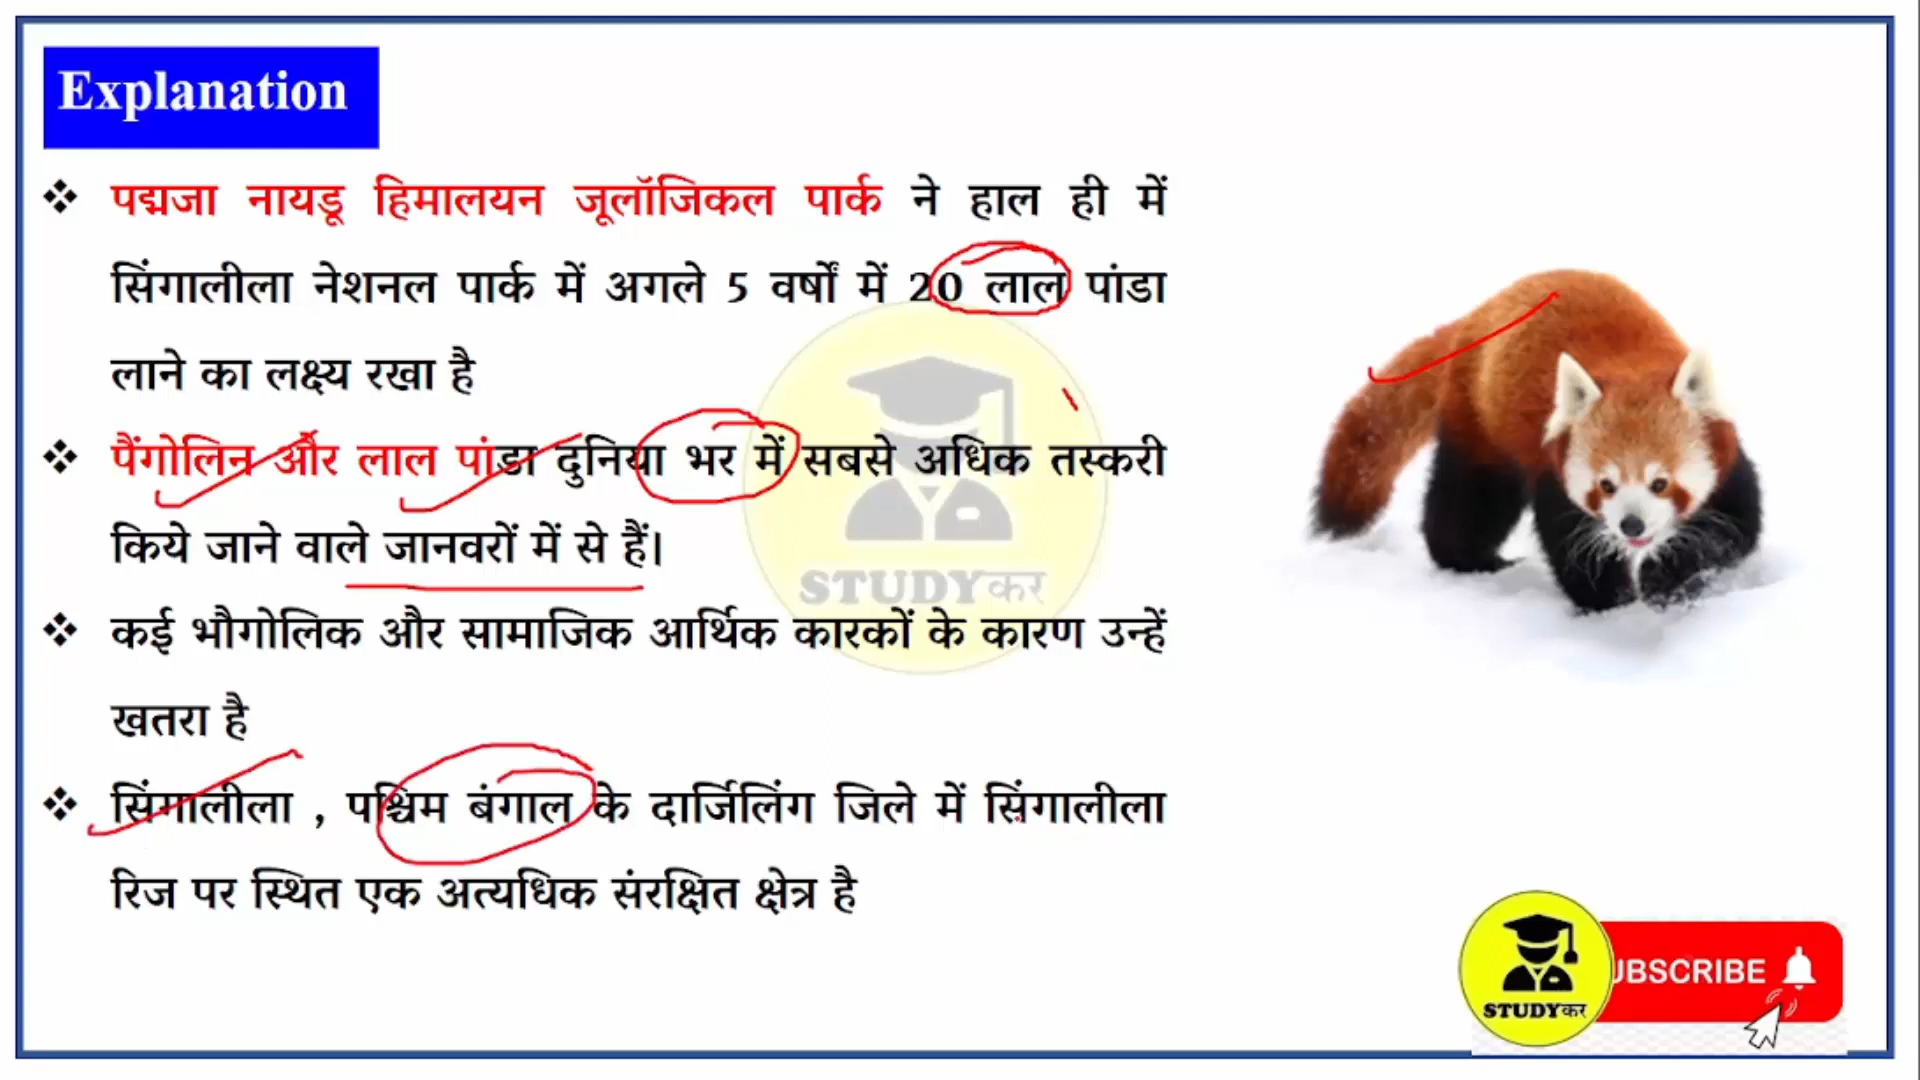 Explanation
❖ पद्मजा नायडू हिमालयन जूलॉजिकल पार्क ने हाल ही में
सिंगालीला नेशनल पार्क में अगले 5 वर्षों में 20 लाल पांडा
लाने का लक्ष्य रखा है
❖ पैंगोलिन और लाल पांडा दुनिया भर में सबसे अधिक तस्करी
किये जाने वाले जानवरों में से हैं।
❖ कई भौगोलिक और सामाजिक आर्थिक कारकों के कारण उन्हें
खतरा है
❖ सिंगालीला , पश्चिम बंगाल के दार्जिलिंग जिले में सिंगालीला
रिज पर स्थित एक अत्यधिक संरक्षित क्षेत्र है
STUDYकर
UBSCRIBE
STUDYकर